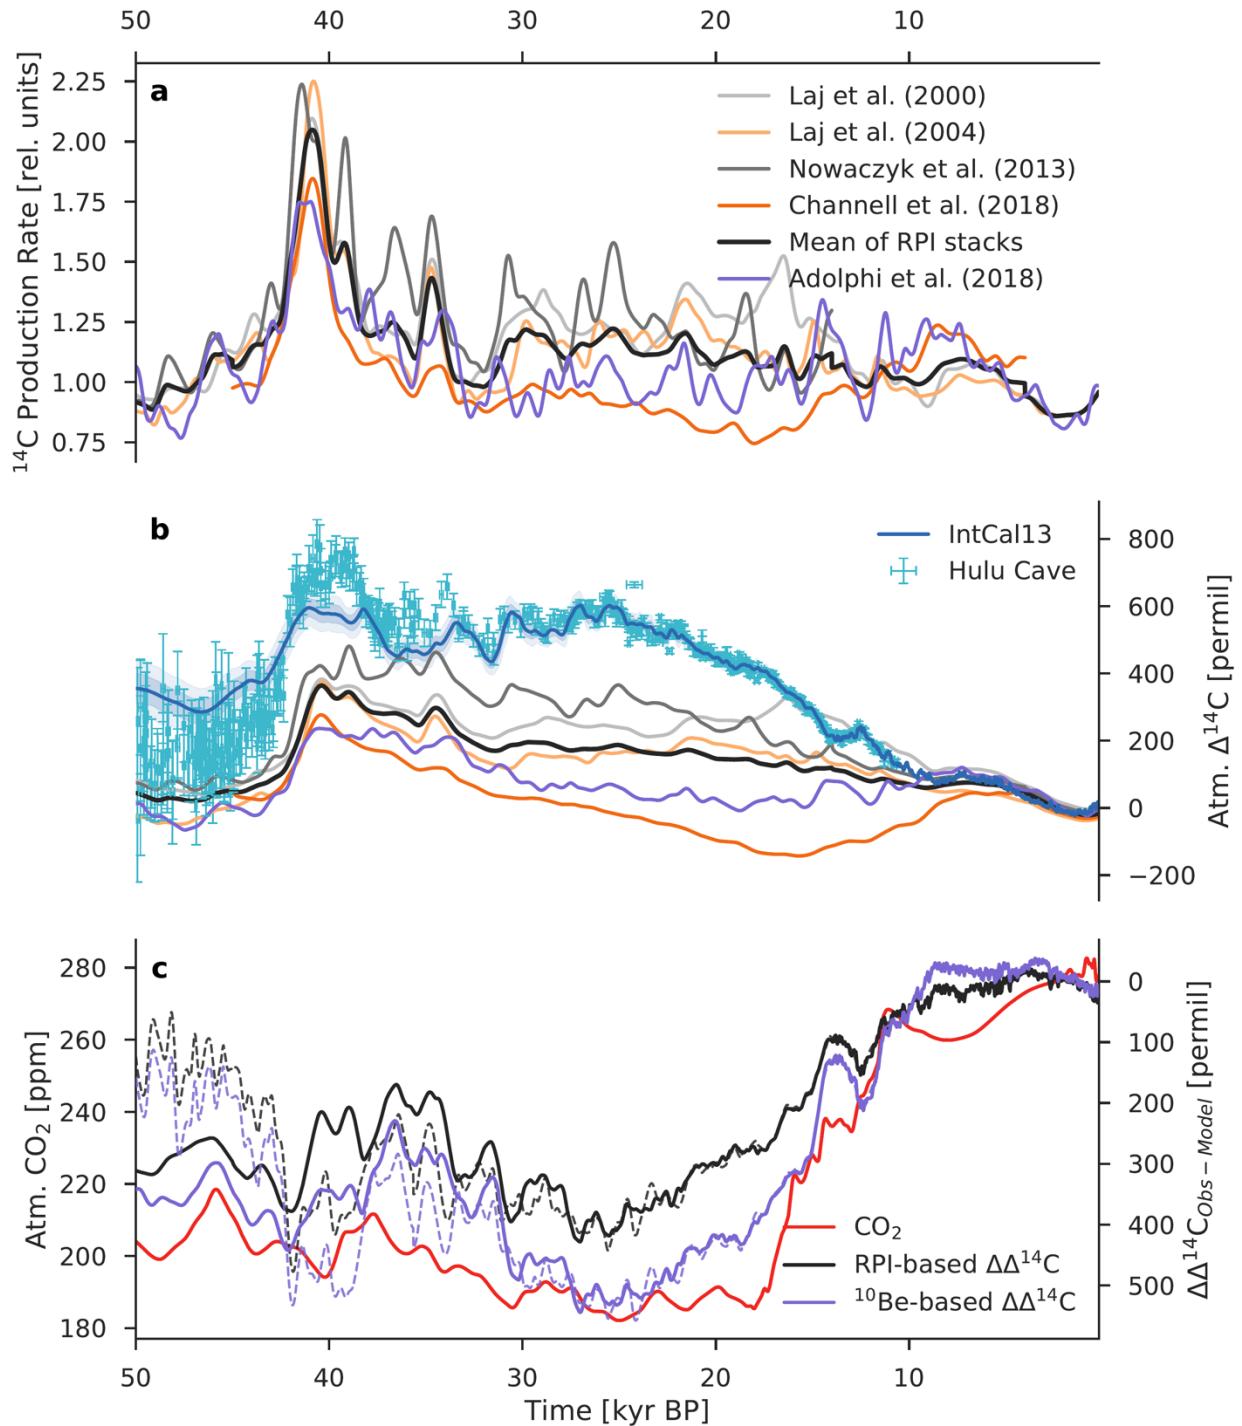 50 40 30 20 10
a
¹⁴C Production Rate [rel. units]
2.25
2.00
1.75
1.50
1.25
1.00
0.75
Laj et al. (2000)
Laj et al. (2004)
Nowaczyk et al. (2013)
Channell et al. (2018)
Mean of RPI stacks
Adolphi et al. (2018)
b
IntCal13
Hulu Cave
800
600
400
200
0
−200
Atm. Δ¹⁴C [permil]
c
Atm. CO₂ [ppm]
280
260
240
220
200
180
CO₂
RPI-based ΔΔ¹⁴C
¹⁰Be-based ΔΔ¹⁴C
0
100
200
300
400
500
ΔΔ¹⁴C_Obs−Model [permil]
50 40 30 20 10
Time [kyr BP]